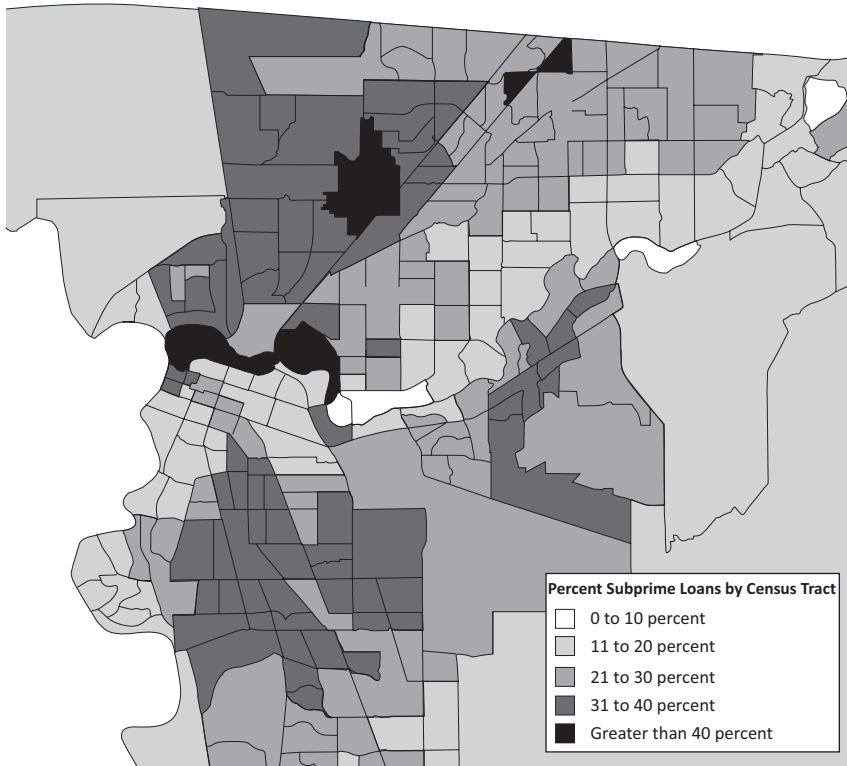 Percent Subprime Loans by Census Tract
0 to 10 percent
11 to 20 percent
21 to 30 percent
31 to 40 percent
Greater than 40 percent